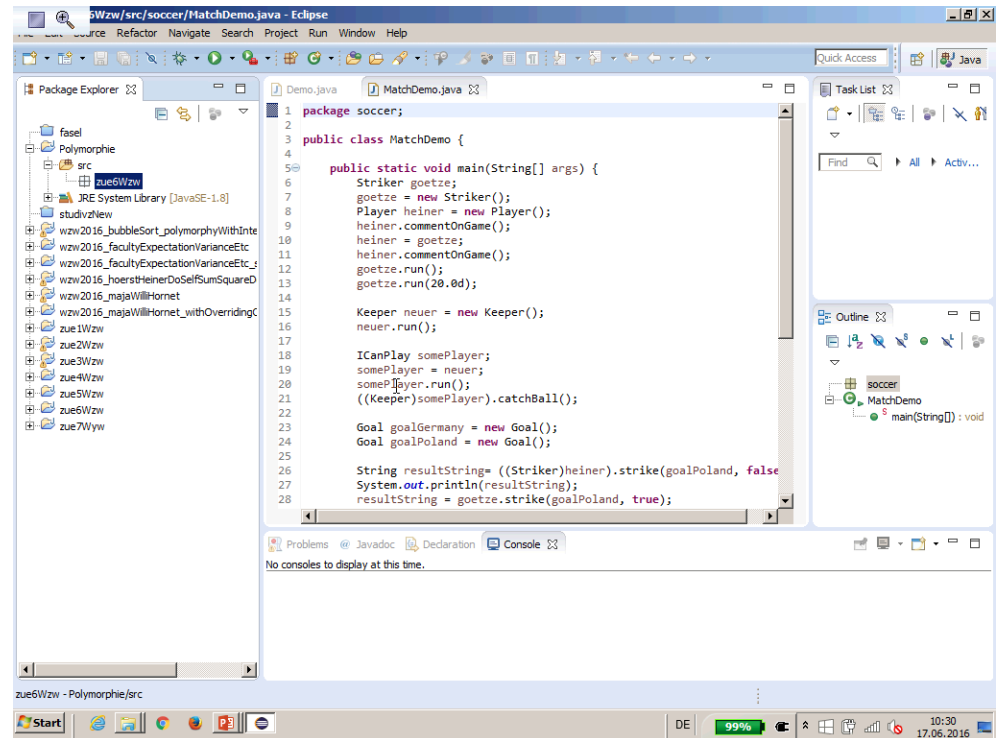 6Wzw/src/soccer/MatchDemo.java - Eclipse
Source Refactor Navigate Search Project Run Window Help
Quick Access
Java
Package Explorer
fasel
Polymorphie
src
zue6Wzw
JRE System Library [JavaSE-1.8]
studivzNew
wzw2016_bubbleSort_polymorphyWithInte
wzw2016_facultyExpectationVarianceEtc
wzw2016_facultyExpectationVarianceEtc_s
wzw2016_hoerstHeinerDoSelfSumSquareD
wzw2016_majaWilliHornet
wzw2016_majaWilliHornet_withOverridingC
zue1Wzw
zue2Wzw
zue3Wzw
zue4Wzw
zue5Wzw
zue6Wzw
zue7Wyw
Demo.java MatchDemo.java
1 package soccer;
2
3 public class MatchDemo {
4
5 public static void main(String[] args) {
6 Striker goetze;
7 goetze = new Striker();
8 Player heiner = new Player();
9 heiner.commentOnGame();
10 heiner = goetze;
11 heiner.commentOnGame();
12 goetze.run();
13 goetze.run(20.0d);
14
15 Keeper neuer = new Keeper();
16 neuer.run();
17
18 ICanPlay somePlayer;
19 somePlayer = neuer;
20 somePlayer.run();
21 ((Keeper)somePlayer).catchBall();
22
23 Goal goalGermany = new Goal();
24 Goal goalPoland = new Goal();
25
26 String resultString= ((Striker)heiner).strike(goalPoland, false
27 System.out.println(resultString);
28 resultString = goetze.strike(goalPoland, true);
Task List
Find All Activ...
Outline
soccer
MatchDemo
main(String[]) : void
Problems @ Javadoc Declaration Console
No consoles to display at this time.
zue6Wzw - Polymorphie/src
Start
DE 99% 10:30
17.06.2016